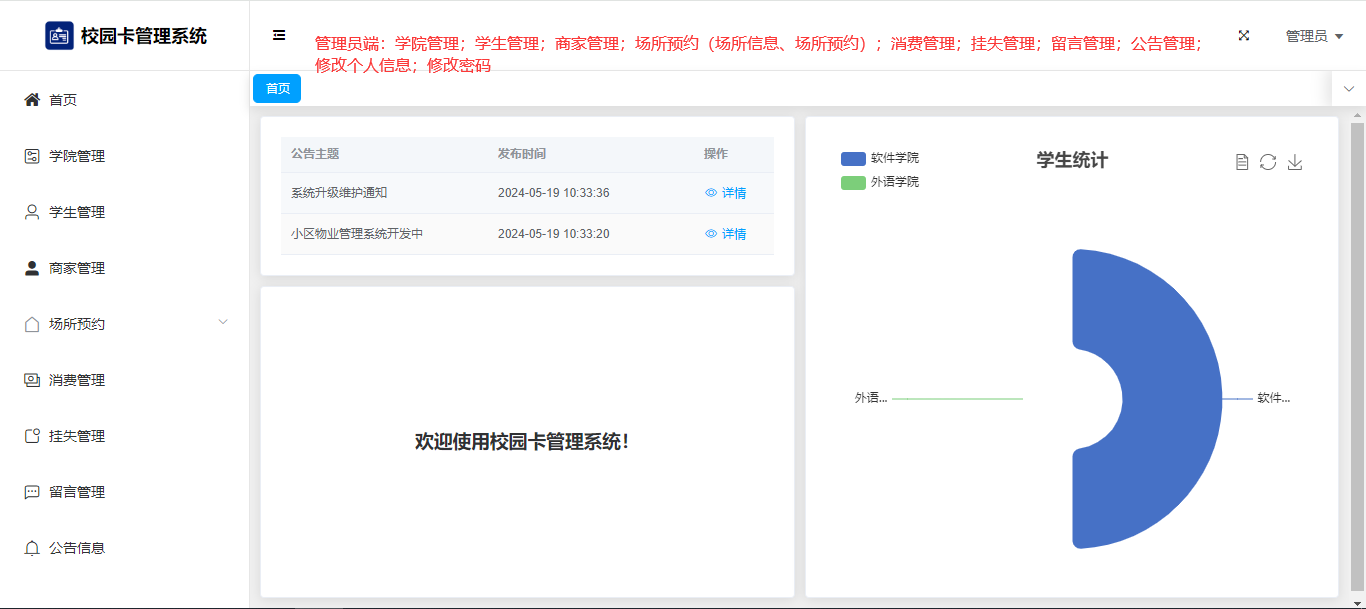 校园卡管理系统
管理员端：学院管理；学生管理；商家管理；场所预约（场所信息、场所预约）；消费管理；挂失管理；留言管理；公告管理；
修改个人信息；修改密码
管理员
首页
首页
学院管理
学生管理
商家管理
场所预约
消费管理
挂失管理
留言管理
公告信息
公告主题 发布时间 操作
系统升级维护通知 2024-05-19 10:33:36 详情
小区物业管理系统开发中 2024-05-19 10:33:20 详情
欢迎使用校园卡管理系统！
学生统计
软件学院
外语学院
外语...
软件...